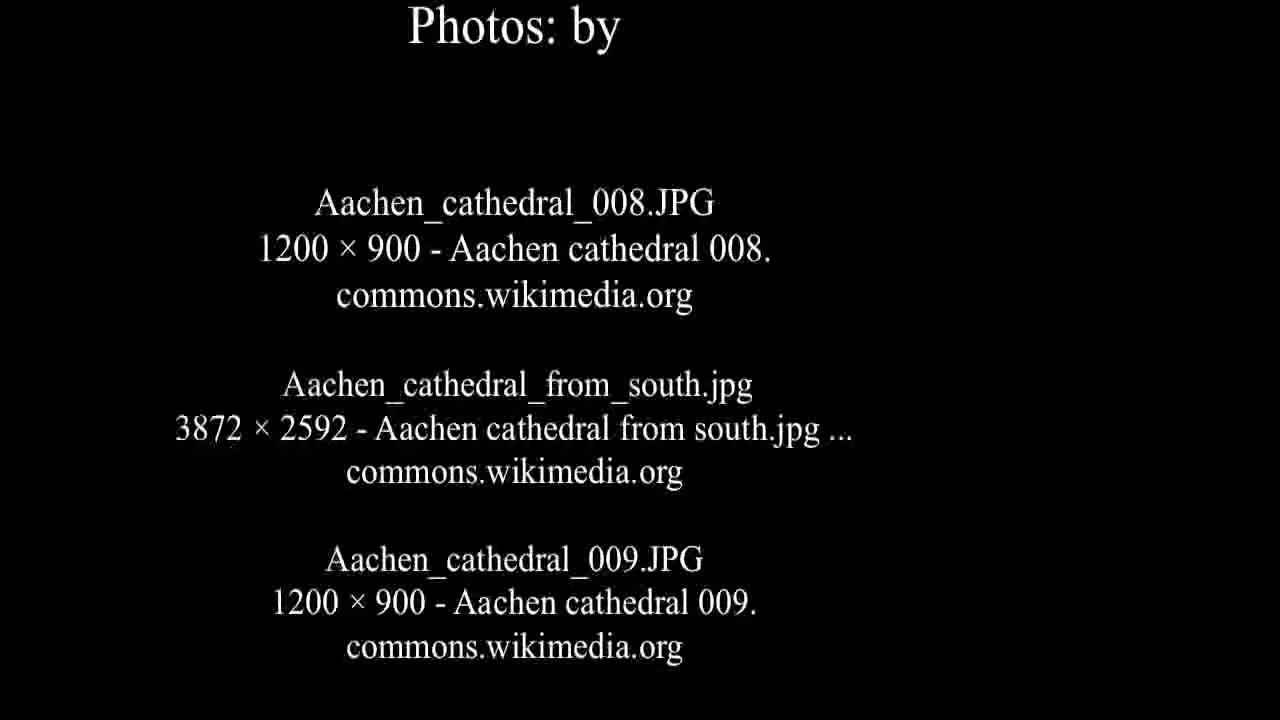 Photos: by
Aachen_cathedral_008.JPG
1200 × 900 - Aachen cathedral 008.
commons.wikimedia.org
Aachen_cathedral_from_south.jpg
3872 × 2592 - Aachen cathedral from south.jpg ...
commons.wikimedia.org
Aachen_cathedral_009.JPG
1200 × 900 - Aachen cathedral 009.
commons.wikimedia.org